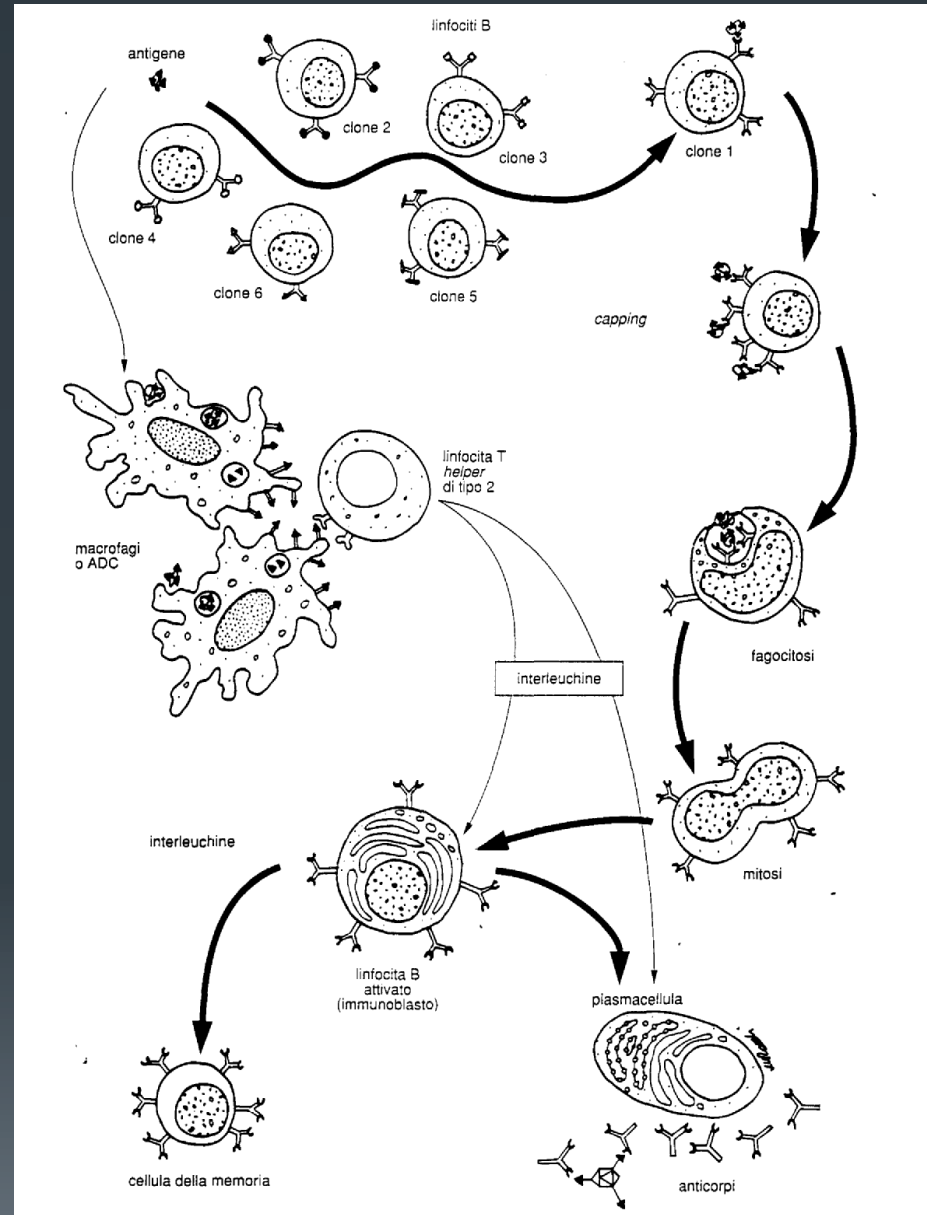 linfociti B
antigene
clone 2
clone 3
clone 1
clone 4
clone 6
clone 5
capping
linfocita T
helper
di tipo 2
macrofagi
o ADC
fagocitosi
interleuchine
mitosi
interleuchine
linfocita B
attivato
(immunoblasto)
plasmacellula
cellula della memoria
anticorpi